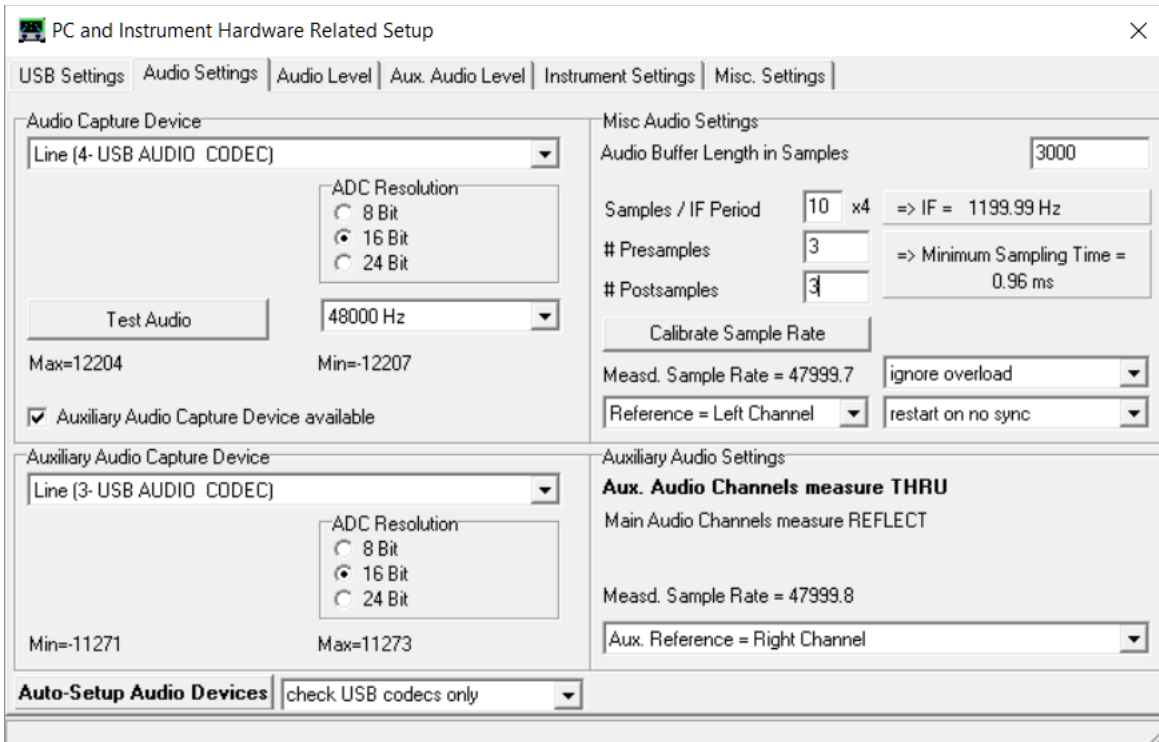 PC and Instrument Hardware Related Setup
USB Settings Audio Settings Audio Level Aux. Audio Level Instrument Settings Misc. Settings
Audio Capture Device
Line (4- USB AUDIO  CODEC)
ADC Resolution
8 Bit
16 Bit
24 Bit
Test Audio
48000 Hz
Max=12204
Min=-12207
Auxiliary Audio Capture Device available
Misc Audio Settings
Audio Buffer Length in Samples 3000
Samples / IF Period 10 x4 => IF =   1199.99 Hz
# Presamples 3
# Postsamples 3
=> Minimum Sampling Time =
0.96 ms
Calibrate Sample Rate
Measd. Sample Rate = 47999.7
ignore overload
Reference = Left Channel
restart on no sync
Auxiliary Audio Capture Device
Line (3- USB AUDIO  CODEC)
ADC Resolution
8 Bit
16 Bit
24 Bit
Min=-11271
Max=11273
Auxiliary Audio Settings
Aux. Audio Channels measure THRU
Main Audio Channels measure REFLECT
Measd. Sample Rate = 47999.8
Aux. Reference = Right Channel
Auto-Setup Audio Devices
check USB codecs only